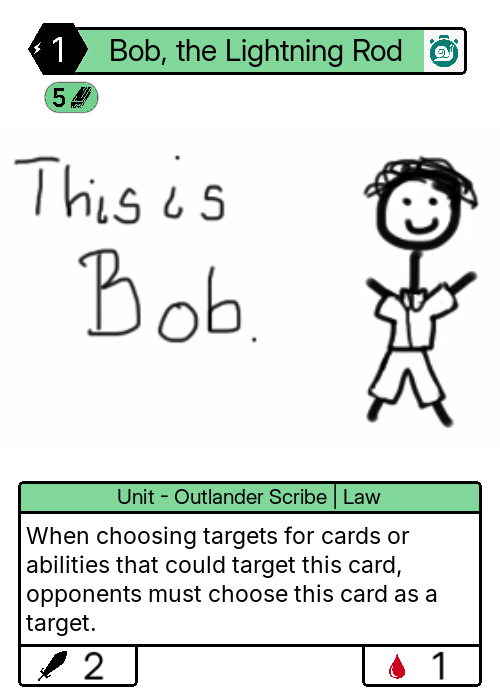 1 Bob, the Lightning Rod
5
This is
Bob.
Unit - Outlander Scribe | Law
When choosing targets for cards or
abilities that could target this card,
opponents must choose this card as a
target.
2 1